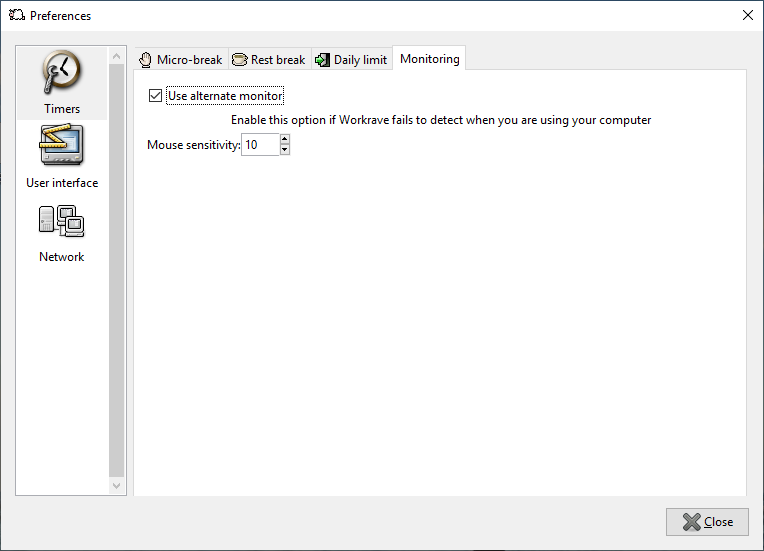 Preferences
Timers
User interface
Network
Micro-break Rest break Daily limit Monitoring
Use alternate monitor
Enable this option if Workrave fails to detect when you are using your computer
Mouse sensitivity: 10
Close